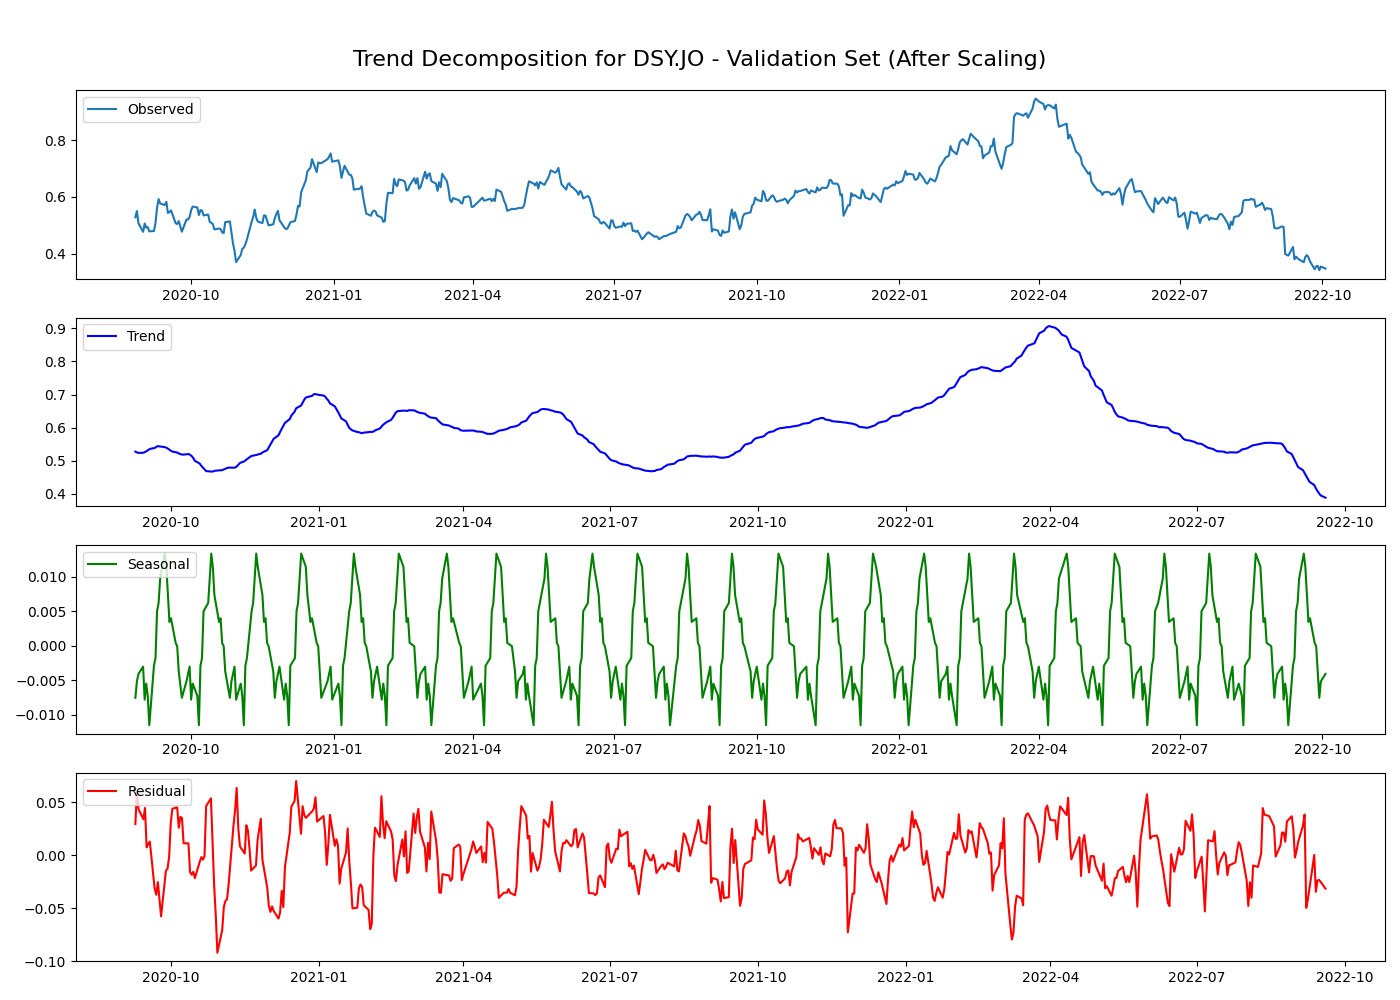 Trend Decomposition for DSY.JO - Validation Set (After Scaling)
Observed
0.8
0.6
0.4
2020-10 2021-01 2021-04 2021-07 2021-10 2022-01 2022-04 2022-07 2022-10
Trend
0.9
0.8
0.7
0.6
0.5
0.4
2020-10 2021-01 2021-04 2021-07 2021-10 2022-01 2022-04 2022-07 2022-10
Seasonal
0.010
0.005
0.000
−0.005
−0.010
2020-10 2021-01 2021-04 2021-07 2021-10 2022-01 2022-04 2022-07 2022-10
Residual
0.05
0.00
−0.05
−0.10
2020-10 2021-01 2021-04 2021-07 2021-10 2022-01 2022-04 2022-07 2022-10